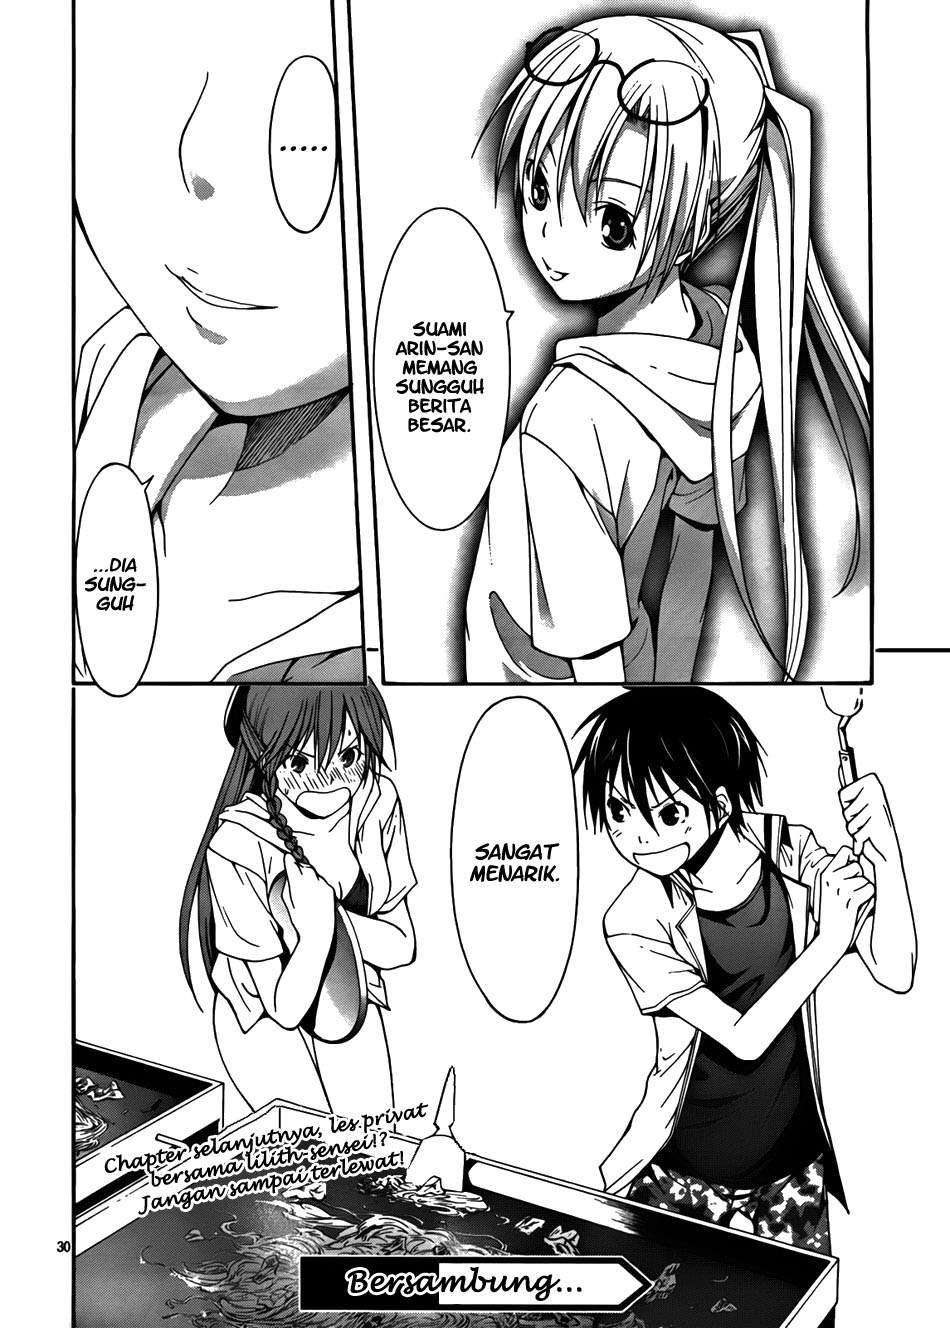 .....
SUAMI
ARIN-SAN
MEMANG
SUNGGUH
BERITA
BESAR.
...DIA
SUNG-
GUH
SANGAT
MENARIK.
Chapter selanjutnya, les privat
bersama lilith-sensei!?
Jangan sampai terlewat!
30
Bersambung...